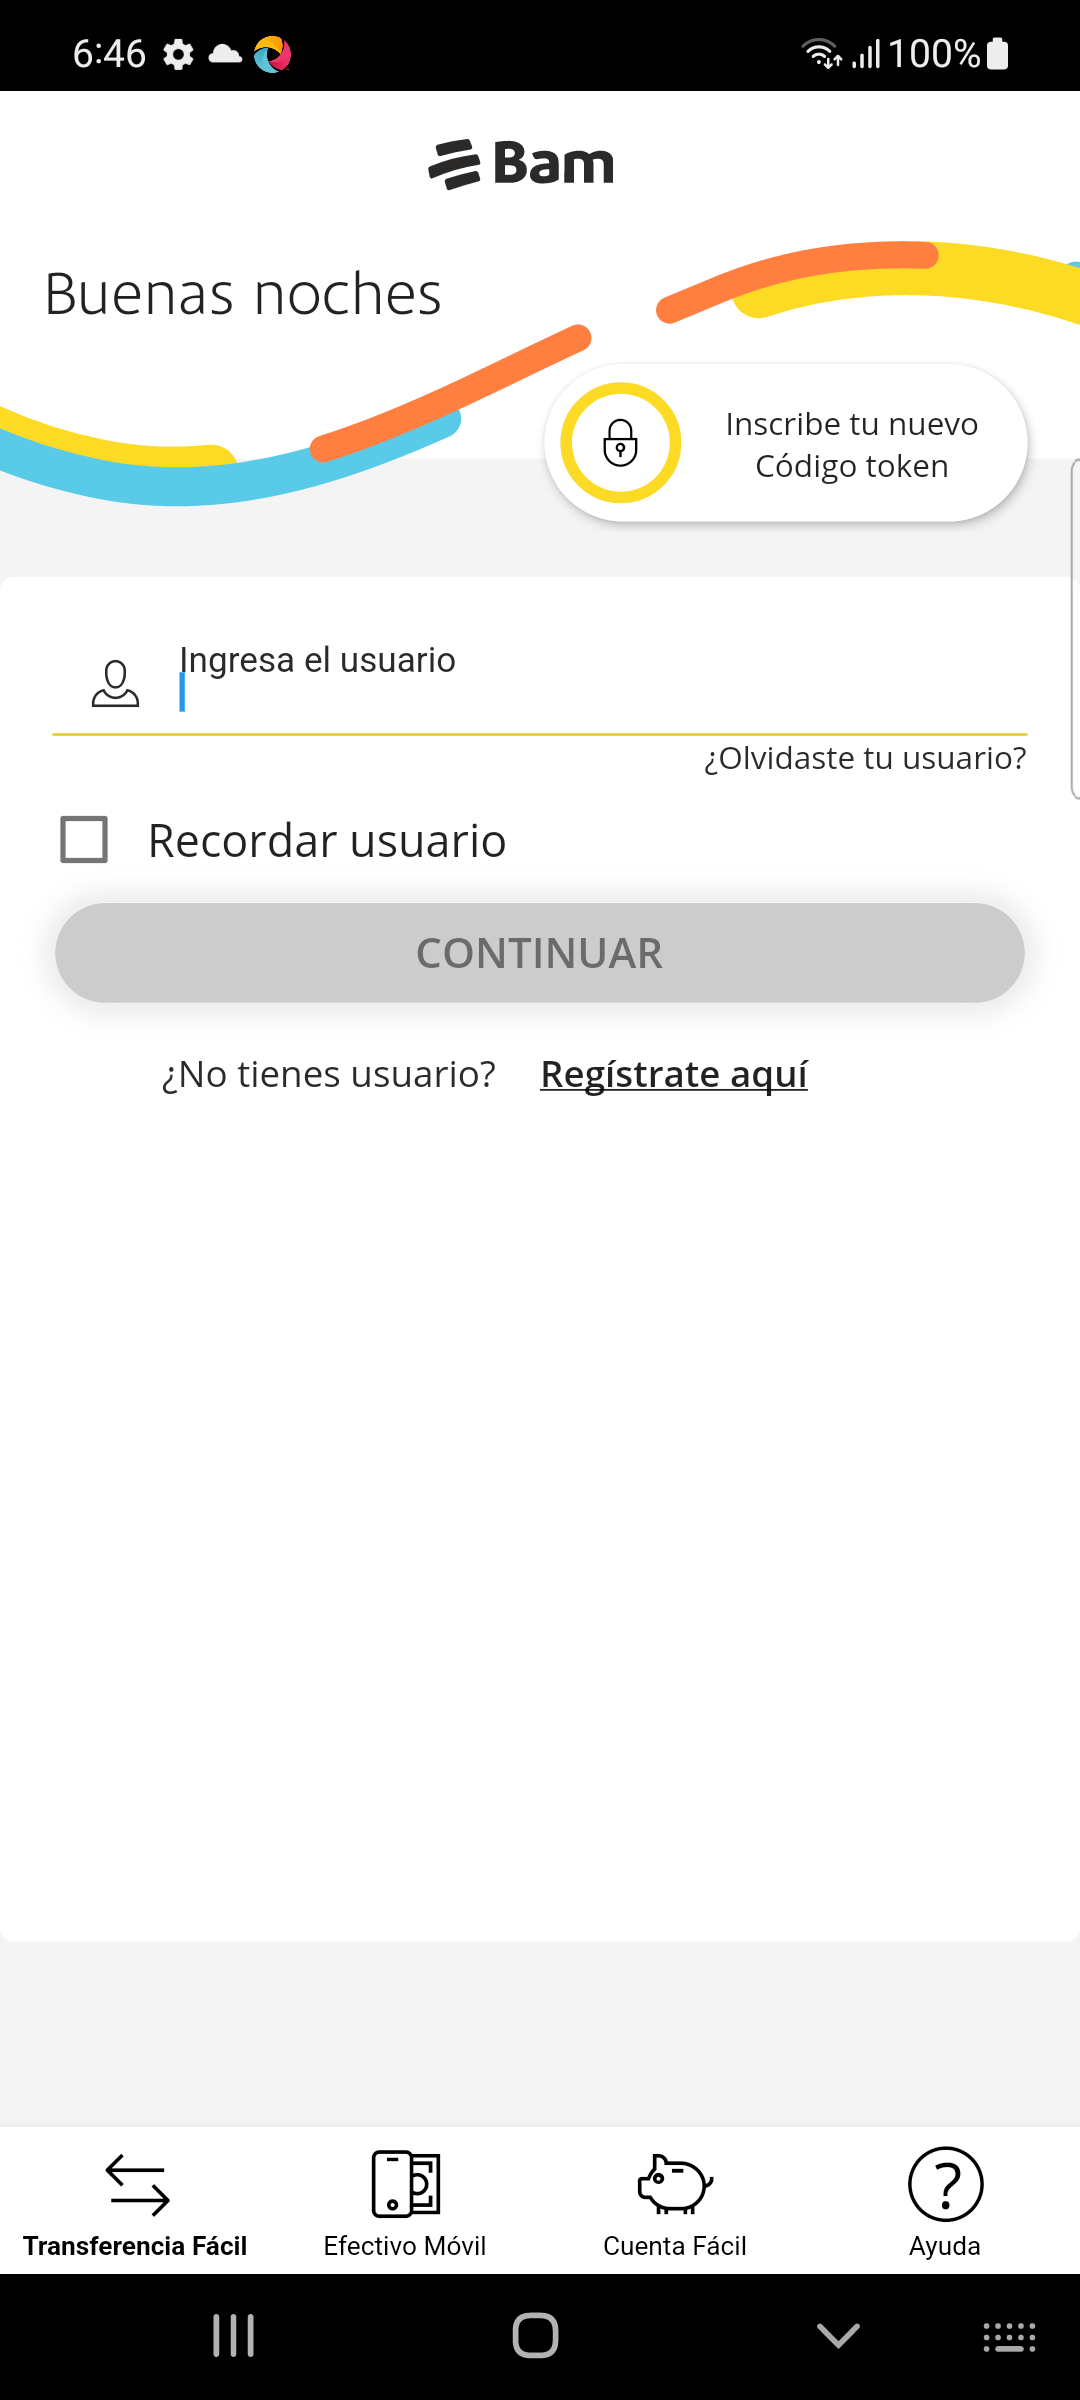 6:46
100%
Bam
Buenas noches
Inscribe tu nuevo
Código token
Ingresa el usuario
¿Olvidaste tu usuario?
Recordar usuario
CONTINUAR
¿No tienes usuario? Regístrate aquí
Transferencia Fácil
Efectivo Móvil
Cuenta Fácil
Ayuda